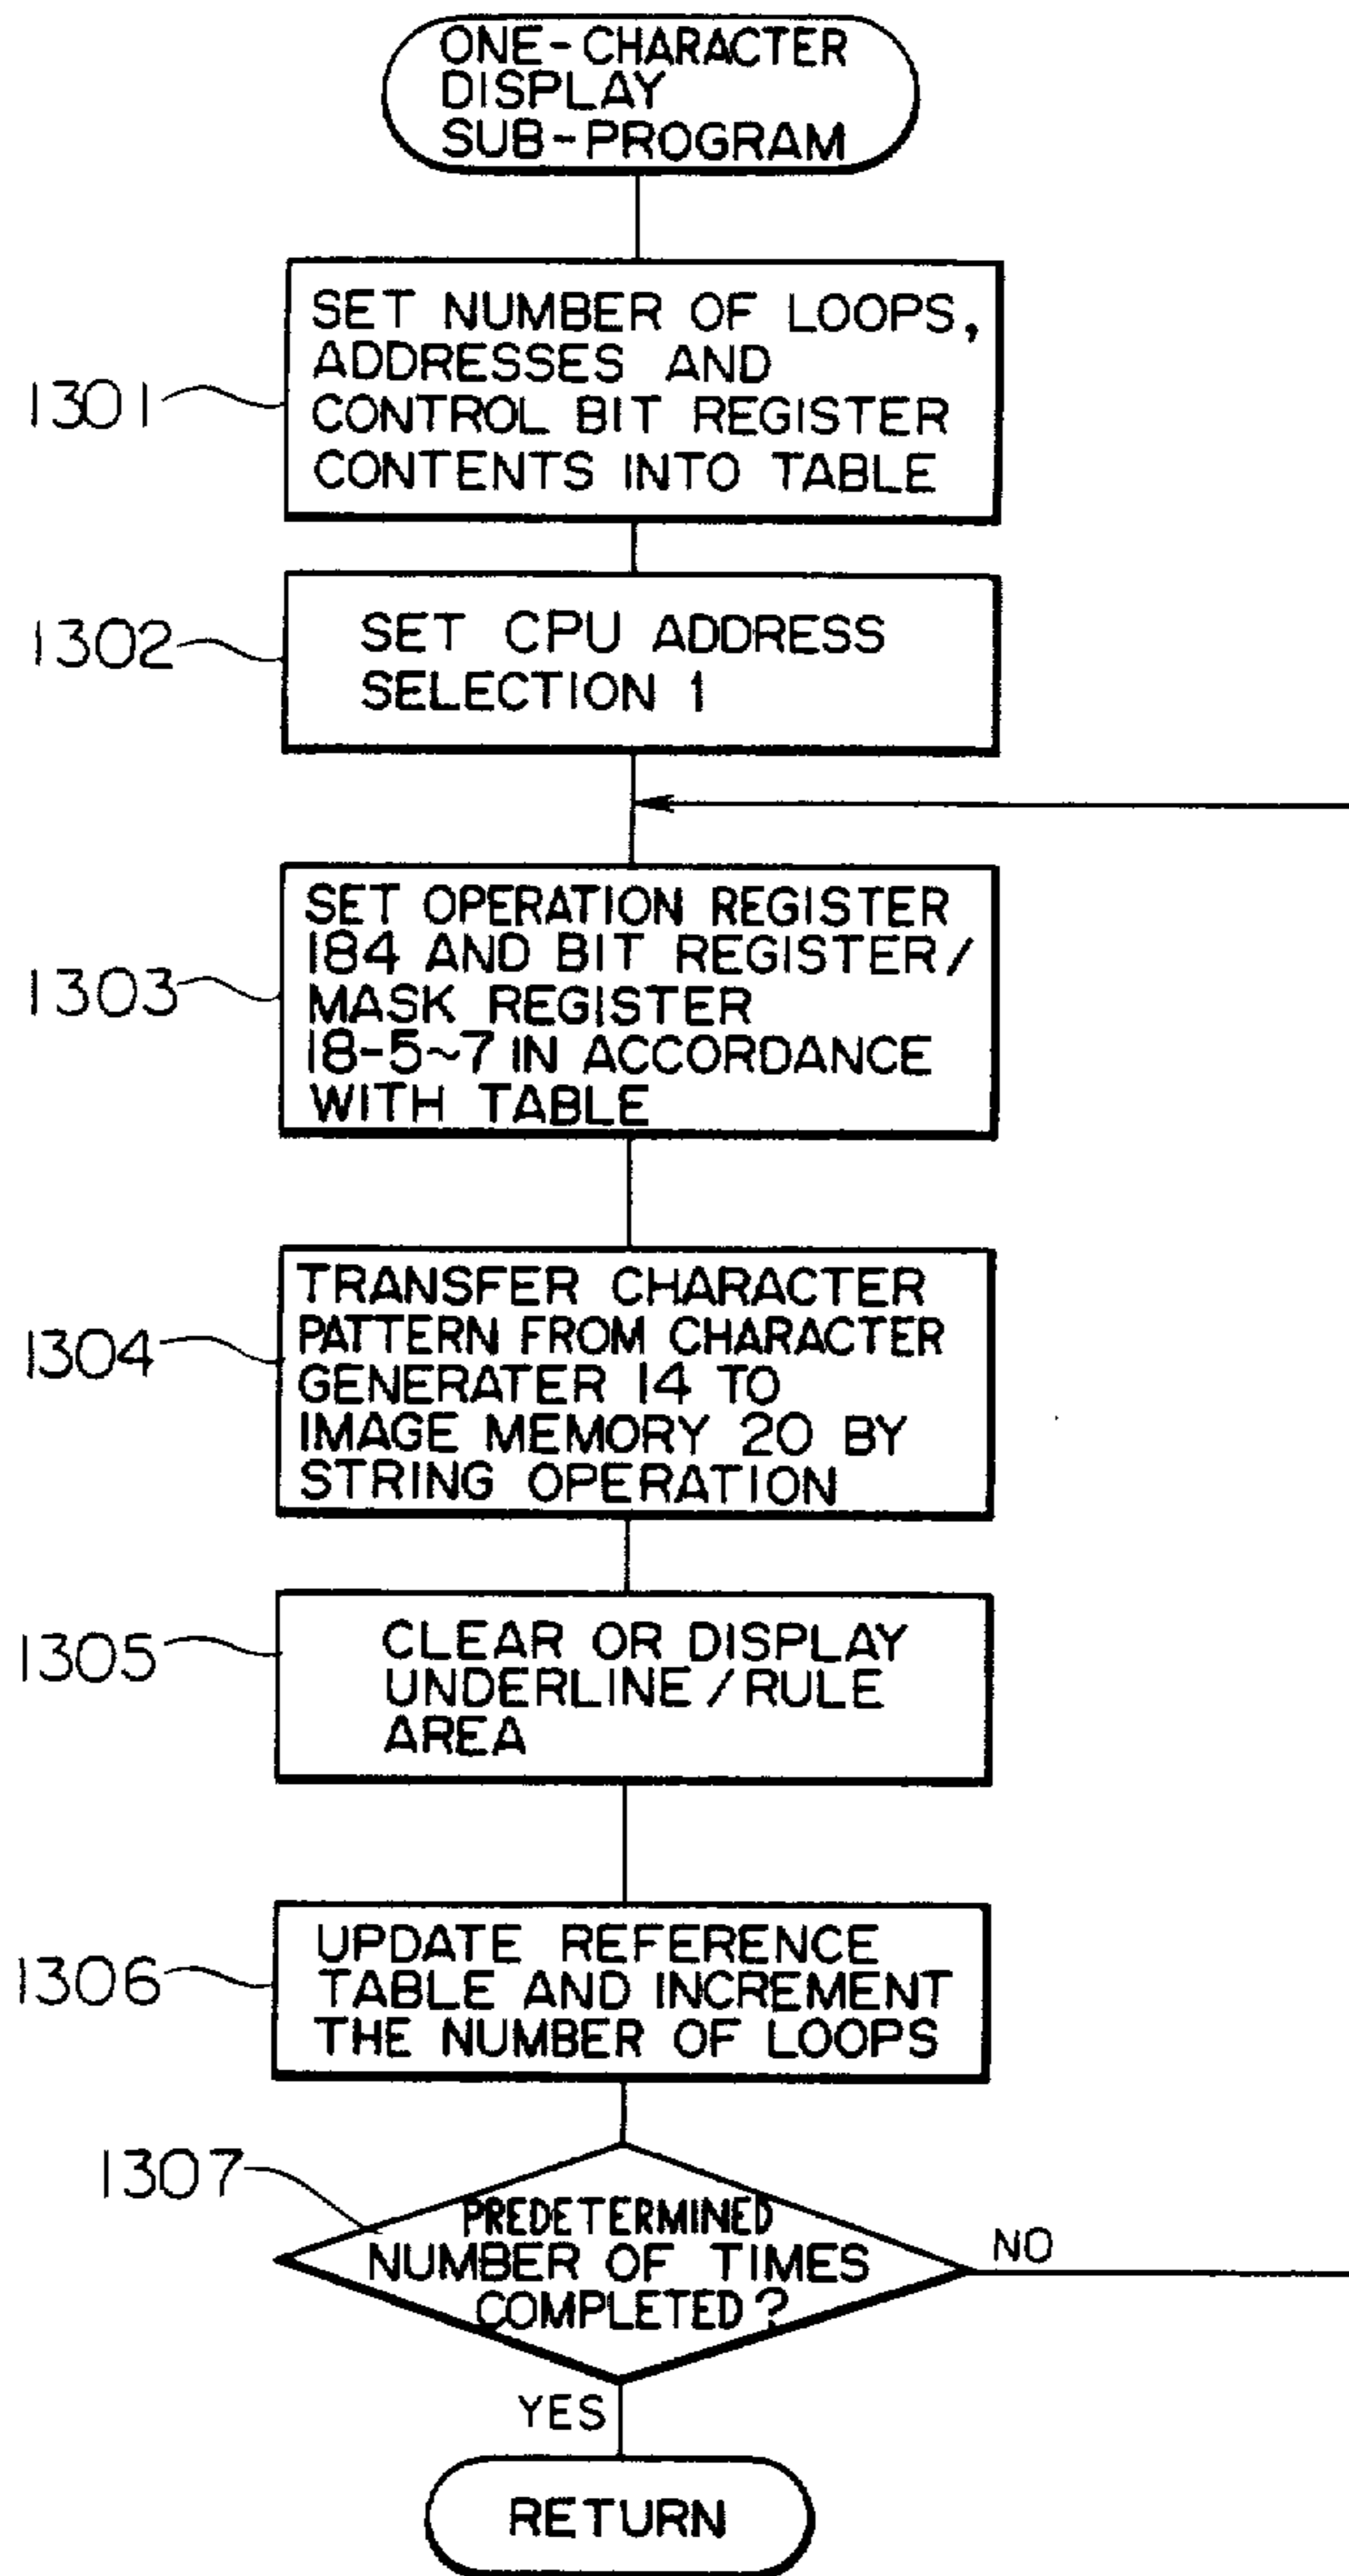 ONE-CHARACTER
DISPLAY
SUB-PROGRAM
1301
SET NUMBER OF LOOPS,
ADDRESSES AND
CONTROL BIT REGISTER
CONTENTS INTO TABLE
1302
SET CPU ADDRESS
SELECTION 1
1303
SET OPERATION REGISTER
184 AND BIT REGISTER/
MASK REGISTER
18-5~7 IN ACCORDANCE
WITH TABLE
1304
TRANSFER CHARACTER
PATTERN FROM CHARACTER
GENERATER 14 TO
IMAGE MEMORY 20 BY
STRING OPERATION
1305
CLEAR OR DISPLAY
UNDERLINE/RULE
AREA
1306
UPDATE REFERENCE
TABLE AND INCREMENT
THE NUMBER OF LOOPS
1307
PREDETERMINED
NUMBER OF TIMES
COMPLETED?
NO
YES
RETURN